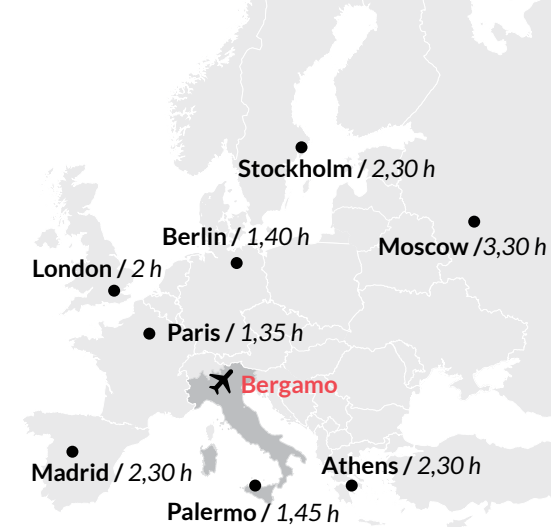 Stockholm / 2,30 h
Berlin / 1,40 h
Moscow /3,30 h
London / 2 h
Paris / 1,35 h
Bergamo
Madrid / 2,30 h
Athens / 2,30 h
Palermo / 1,45 h